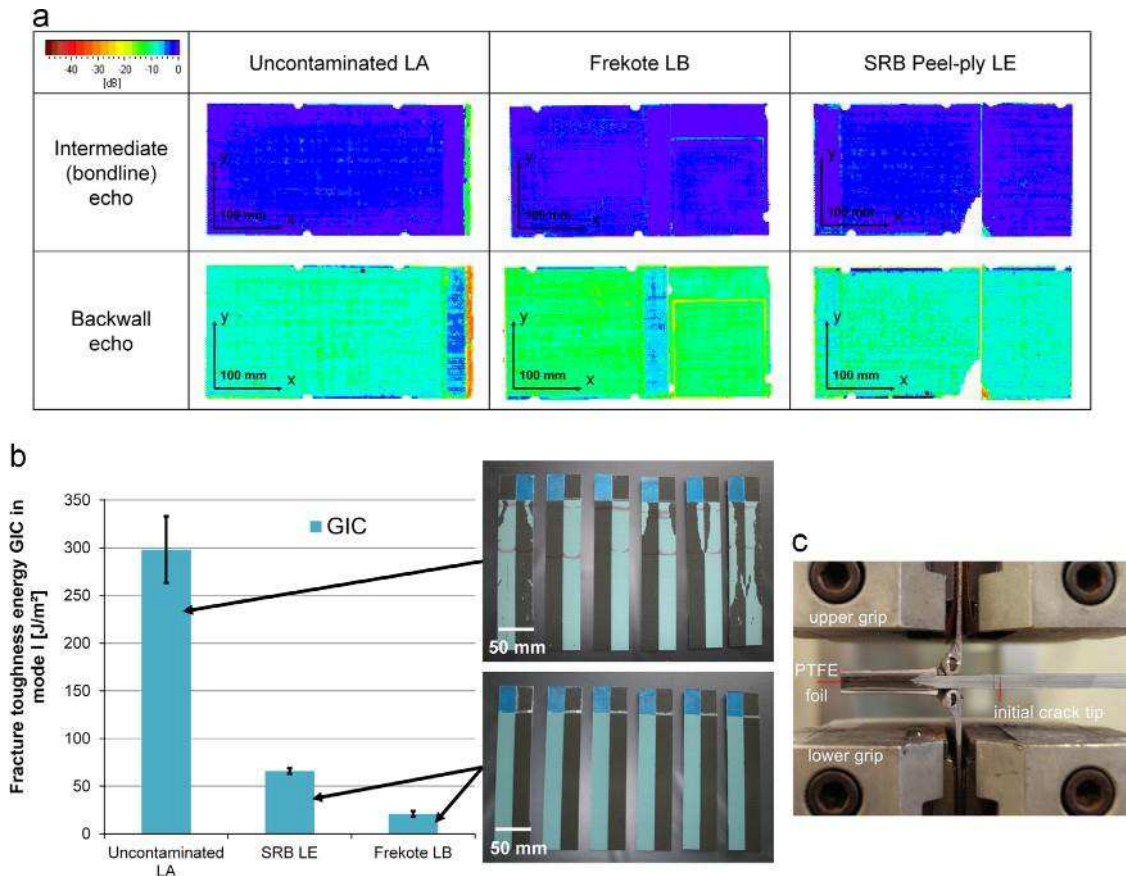 a
-40 -30 -20 -10 0
[dB]
Uncontaminated LA
Frekote LB
SRB Peel-ply LE
Intermediate
(bondline)
echo
y
100 mm
x
y
100 mm
x
y
100 mm
x
Backwall
echo
y
100 mm
x
y
100 mm
x
y
100 mm
x
b
Fracture toughness energy GIC in
mode I [J/m²]
350
300
250
200
150
100
50
0
GIC
Uncontaminated
LA
SRB LE
Frekote LB
50 mm
50 mm
c
upper grip
PTFE
foil
initial crack tip
lower grip